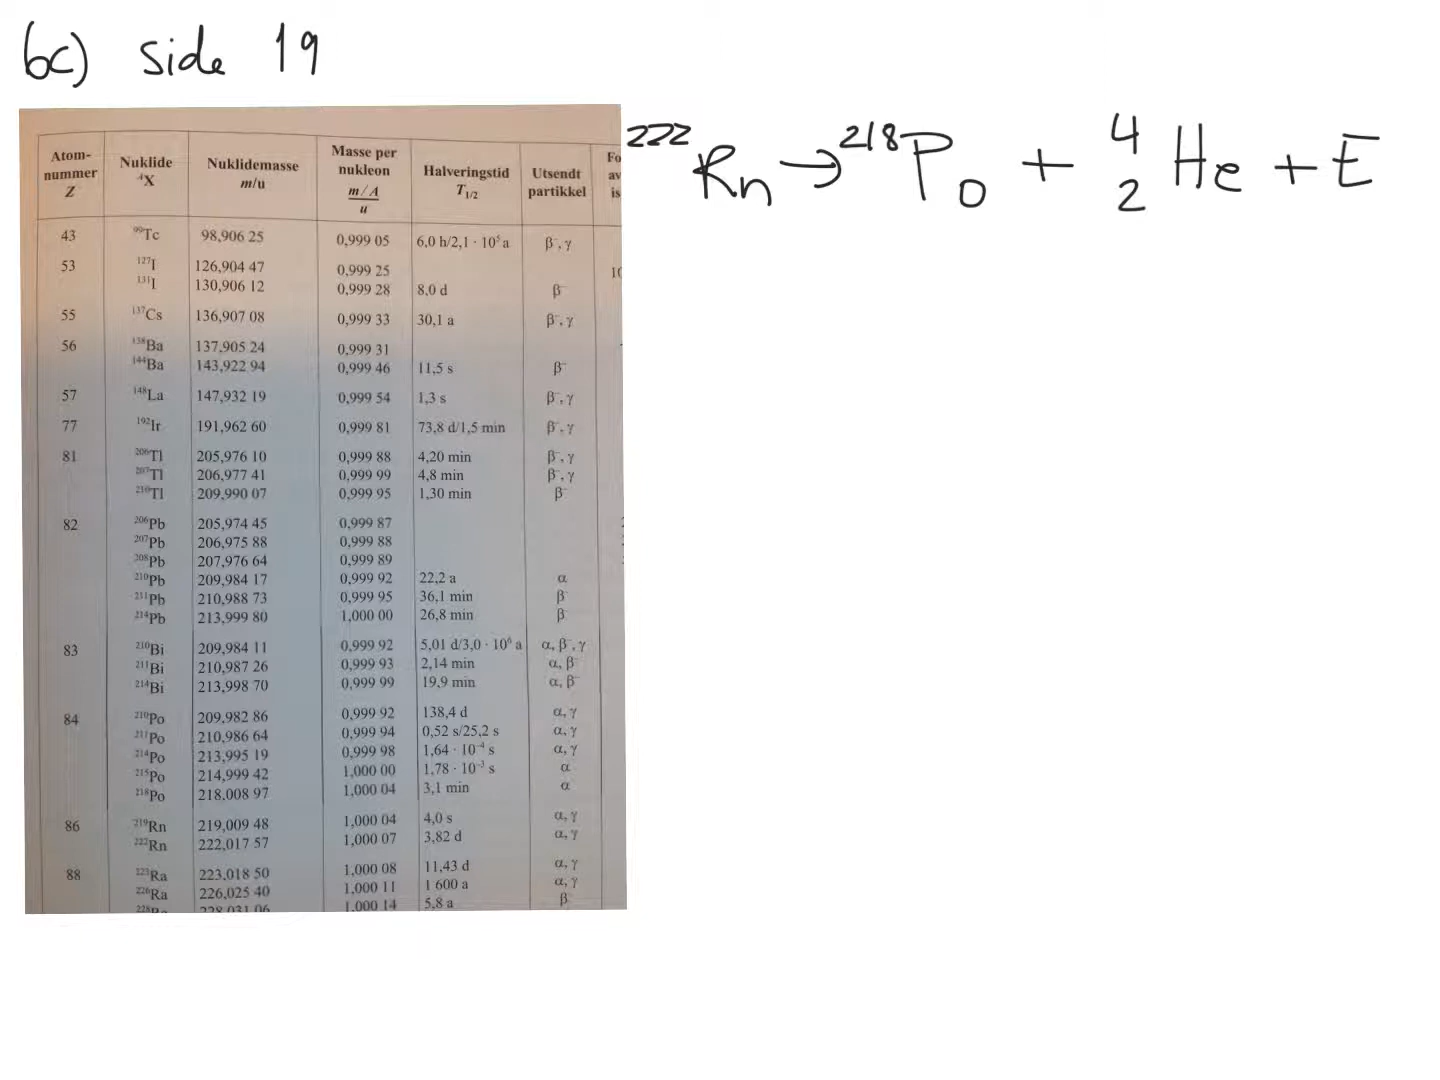 6c) side 19
²²²Rn → ²¹⁸Po + ⁴₂He + E
Atom-nummer Z Nuklide ᴬX Nuklidemasse m/u Masse per nukleon m/A u Halveringstid T1/2 Utsendt partikkel Fo av is
43 ⁹⁹Tc 98,906 25 0,999 05 6,0 h/2,1 · 10⁵ a β⁻, γ
53 ¹²⁷I 126,904 47 0,999 25
¹³¹I 130,906 12 0,999 28 8,0 d β⁻
55 ¹³⁷Cs 136,907 08 0,999 33 30,1 a β⁻, γ
56 ¹³⁸Ba 137,905 24 0,999 31
¹⁴⁴Ba 143,922 94 0,999 46 11,5 s β⁻
57 ¹⁴⁸La 147,932 19 0,999 54 1,3 s β⁻, γ
77 ¹⁹²Ir 191,962 60 0,999 81 73,8 d/1,5 min β⁻, γ
81 ²⁰⁶Tl 205,976 10 0,999 88 4,20 min β⁻, γ
²⁰⁷Tl 206,977 41 0,999 99 4,8 min β⁻, γ
²¹⁰Tl 209,990 07 0,999 95 1,30 min β⁻
82 ²⁰⁶Pb 205,974 45 0,999 87
²⁰⁷Pb 206,975 88 0,999 88
²⁰⁸Pb 207,976 64 0,999 89
²¹⁰Pb 209,984 17 0,999 92 22,2 a α
²¹¹Pb 210,988 73 0,999 95 36,1 min β⁻
²¹⁴Pb 213,999 80 1,000 00 26,8 min β⁻
83 ²¹⁰Bi 209,984 11 0,999 92 5,01 d/3,0 · 10⁶ a α, β⁻, γ
²¹¹Bi 210,987 26 0,999 93 2,14 min α, β⁻
²¹⁴Bi 213,998 70 0,999 99 19,9 min α, β⁻
84 ²¹⁰Po 209,982 86 0,999 92 138,4 d α, γ
²¹¹Po 210,986 64 0,999 94 0,52 s/25,2 s α, γ
²¹⁴Po 213,995 19 0,999 98 1,64 · 10⁻⁴ s α, γ
²¹⁵Po 214,999 42 1,000 00 1,78 · 10⁻³ s α
²¹⁸Po 218,008 97 1,000 04 3,1 min α
86 ²¹⁹Rn 219,009 48 1,000 04 4,0 s α, γ
²²²Rn 222,017 57 1,000 07 3,82 d α, γ
88 ²²³Ra 223,018 50 1,000 08 11,43 d α, γ
²²⁶Ra 226,025 40 1,000 11 1 600 a α, γ
²²⁸Ra 228,031 06 1,000 14 5,8 a β⁻